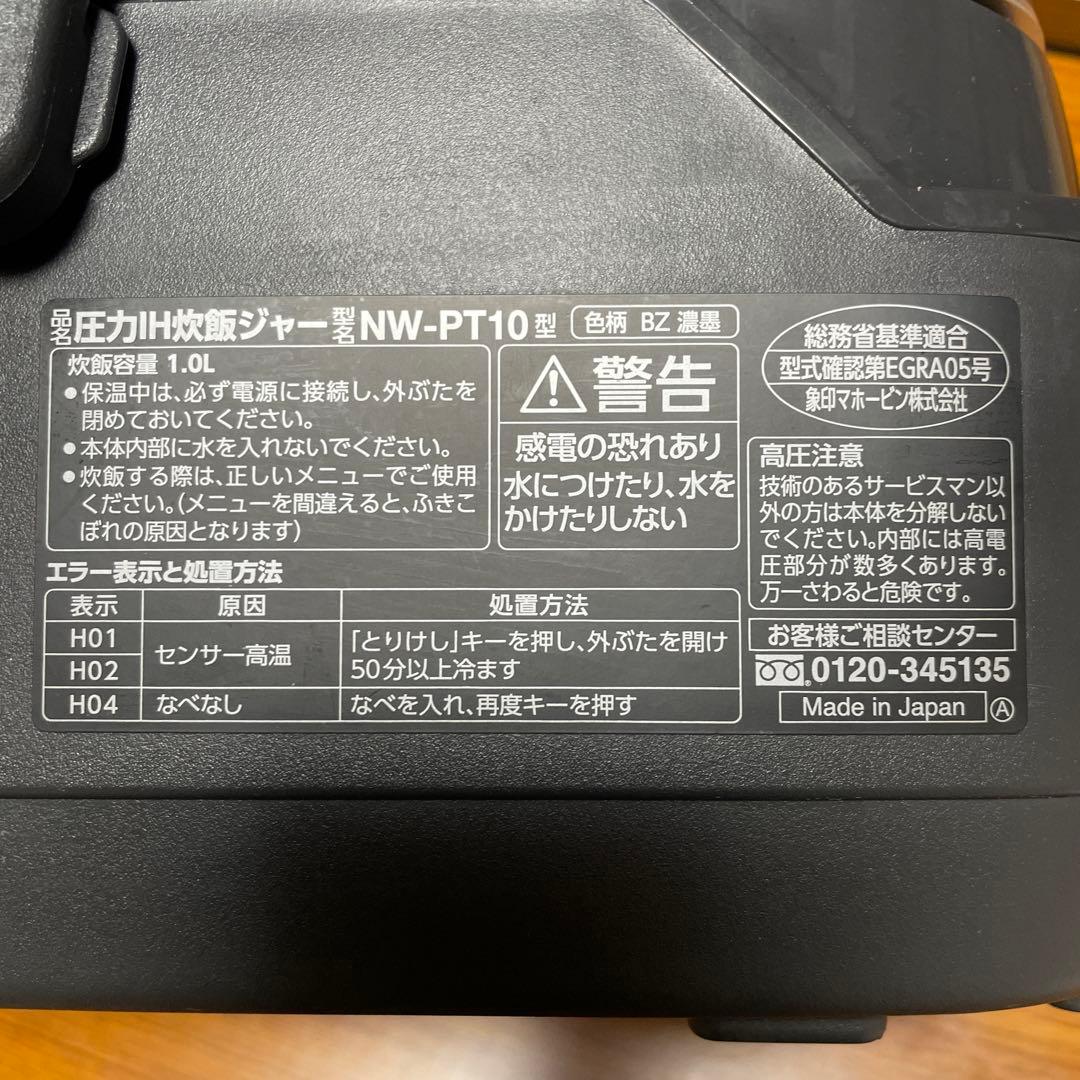 品名 圧力IH炊飯ジャー 型名 NW-PT10型 色柄 BZ 濃墨
炊飯容量 1.0L
●保温中は、必ず電源に接続し、外ぶたを
閉めておいてください。
●本体内部に水を入れないでください。
●炊飯する際は、正しいメニューでご使用
ください。(メニューを間違えると、ふきこ
ぼれの原因となります)
警告
感電の恐れあり
水につけたり、水を
かけたりしない
総務省基準適合
型式確認第EGRA05号
象印マホービン株式会社
高圧注意
技術のあるサービスマン以
外の方は本体を分解しない
でください。内部には高電
圧部分が数多くあります。
万一さわると危険です。
エラー表示と処置方法
表示 原因 処置方法
H01 センサー高温 「とりけし」キーを押し、外ぶたを開け
H02 50分以上冷ます
H04 なべなし なべを入れ、再度キーを押す
お客様ご相談センター
0120-345135
Made in Japan Ⓐ